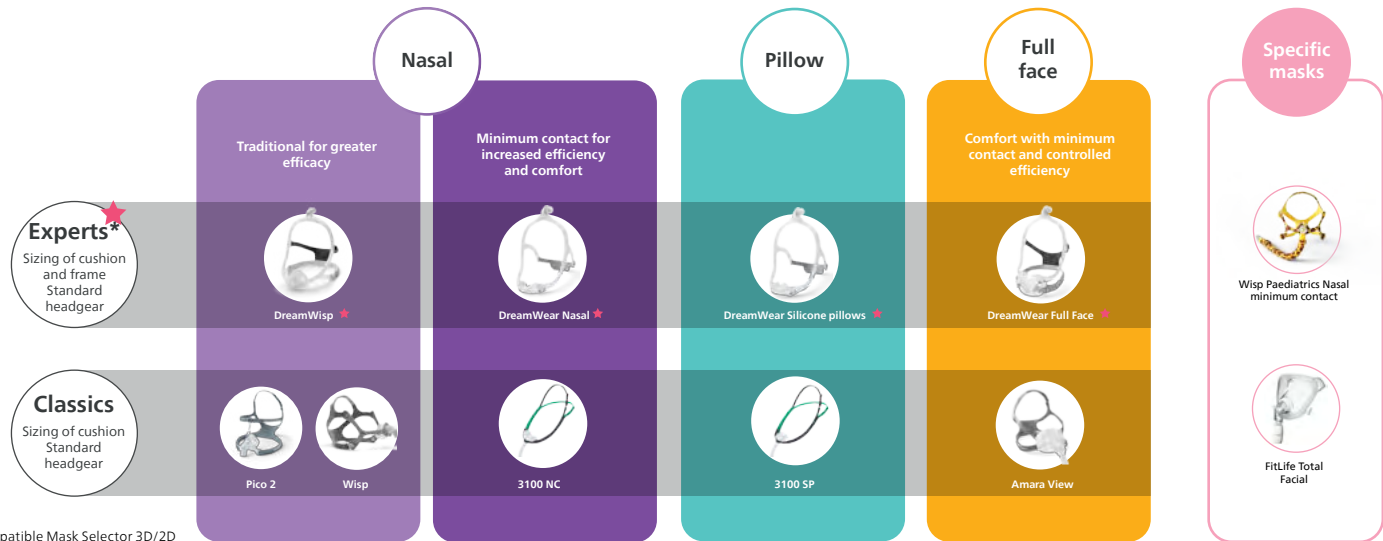 Nasal
Pillow
Full
face
Specific
masks
Traditional for greater
efficacy
Minimum contact for
increased efficiency
and comfort
Comfort with minimum
contact and controlled
efficiency
Experts*
Sizing of cushion
and frame
Standard
headgear
DreamWisp
DreamWear Nasal
DreamWear Silicone pillows
DreamWear Full Face
Wisp Paediatrics Nasal
minimum contact
Classics
Sizing of cushion
Standard
headgear
Pico 2
Wisp
3100 NC
3100 SP
Amara View
FitLife Total
Facial
patible Mask Selector 3D/2D